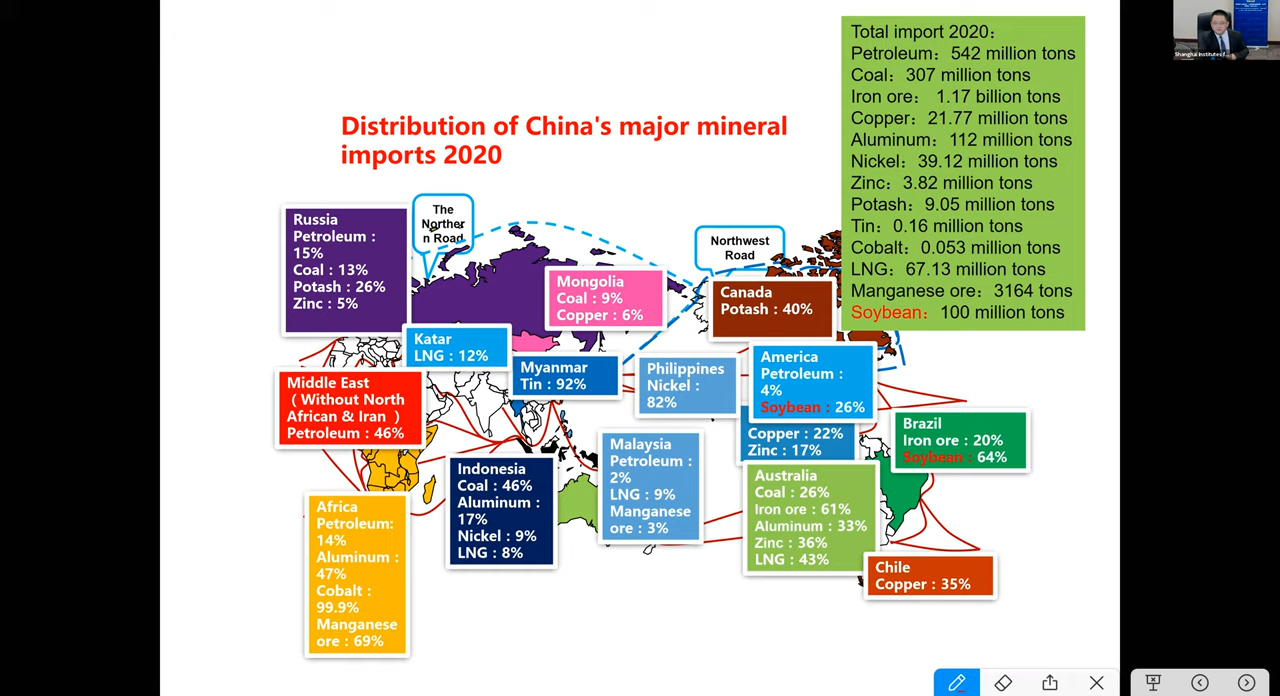 Total import 2020:
Petroleum: 542 million tons
Coal: 307 million tons
Iron ore: 1.17 billion tons
Copper: 21.77 million tons
Aluminum: 112 million tons
Nickel: 39.12 million tons
Zinc: 3.82 million tons
Potash: 9.05 million tons
Tin: 0.16 million tons
Cobalt: 0.053 million tons
LNG: 67.13 million tons
Manganese ore: 3164 tons
Soybean: 100 million tons
Shanghai Institutes f...
Distribution of China's major mineral
imports 2020
Russia
Petroleum :
15%
Coal : 13%
Potash : 26%
Zinc : 5%
The
Norther
n Road
Northwest
Road
Mongolia
Coal : 9%
Copper : 6%
Canada
Potash : 40%
Katar
LNG : 12%
Myanmar
Tin : 92%
Philippines
Nickel :
82%
America
Petroleum :
4%
Soybean : 26%
Middle East
( Without North
African & Iran )
Petroleum : 46%
Copper : 22%
Zinc : 17%
Brazil
Iron ore : 20%
Soybean : 64%
Indonesia
Coal : 46%
Aluminum :
17%
Nickel : 9%
LNG : 8%
Malaysia
Petroleum :
2%
LNG : 9%
Manganese
ore : 3%
Australia
Coal : 26%
Iron ore : 61%
Aluminum : 33%
Zinc : 36%
LNG : 43%
Africa
Petroleum:
14%
Aluminum :
47%
Cobalt :
99.9%
Manganese
ore : 69%
Chile
Copper : 35%